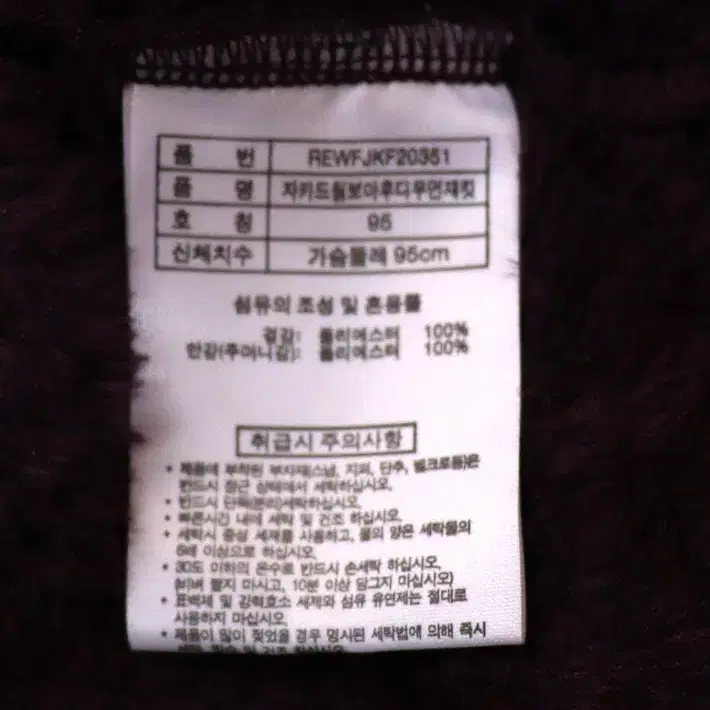 품 번 REWFJKF20351
품 명 자카드월보아후디우먼재킷
호 칭 95
신체치수 가슴둘레 95cm
섬유의 조성 및 혼용률
겉감: 폴리에스터 100%
안감(주머니감): 폴리에스터 100%
취급시 주의사항
• 제품에 부착된 부자재(스냅, 지퍼, 단추, 벨크로등)은
반드시 잠근 상태에서 세탁하십시오.
• 반드시 단독(분리)세탁하십시오.
• 빠른시간 내에 세탁 및 건조 하십시오.
• 세탁시 중성 세제를 사용하고, 물의 양은 세탁물의
5배 이상으로 하십시오.
• 30도 이하의 온수로 반드시 손세탁 하십시오.
(비벼 빨지 마시고, 10분 이상 담그지 마십시오)
• 표백제 및 강력효소 세제와 섬유 유연제는 절대로
사용하지 마십시오.
• 제품이 많이 젖었을 경우 명시된 세탁법에 의해 즉시